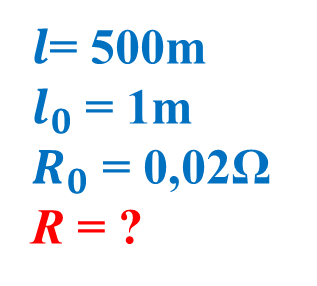 l= 500m
l₀ = 1m
R₀ = 0,02Ω
R = ?